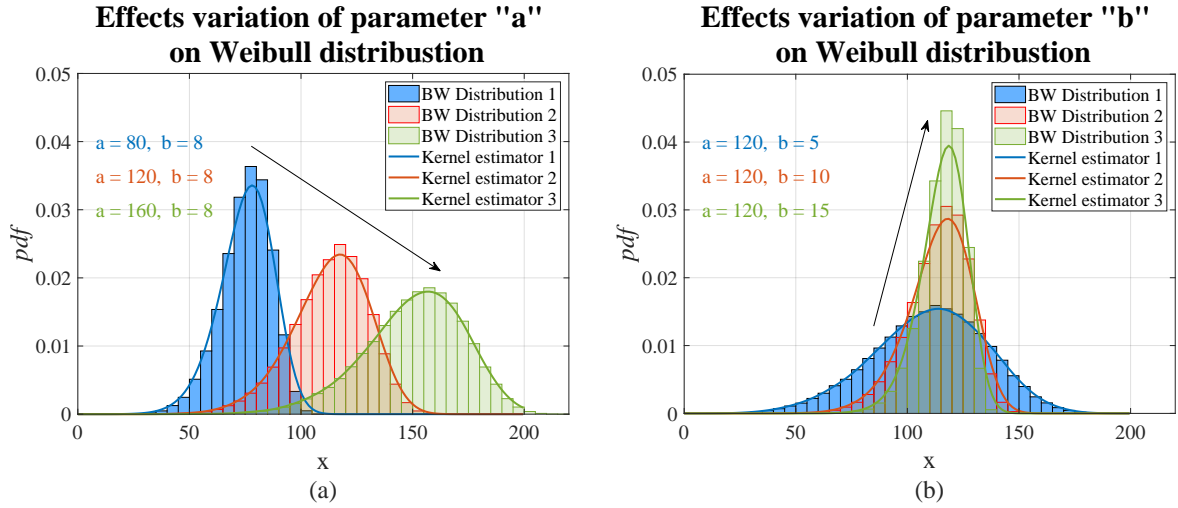 Effects variation of parameter "a"
on Weibull distribustion
0.05
0.04
0.03
0.02
0.01
0
pdf
a = 80, b = 8
a = 120, b = 8
a = 160, b = 8
BW Distribution 1
BW Distribution 2
BW Distribution 3
Kernel estimator 1
Kernel estimator 2
Kernel estimator 3
0 50 100 150 200
x
(a)
Effects variation of parameter "b"
on Weibull distribustion
0.05
0.04
0.03
0.02
0.01
0
pdf
a = 120, b = 5
a = 120, b = 10
a = 120, b = 15
BW Distribution 1
BW Distribution 2
BW Distribution 3
Kernel estimator 1
Kernel estimator 2
Kernel estimator 3
0 50 100 150 200
x
(b)